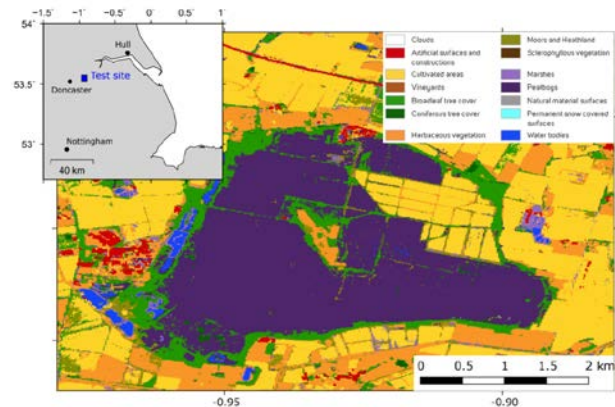 −1.5° −1° −0.5° 0° 0.5° 1°
54°
53.5°
53°
Hull
Test site
Doncaster
Nottingham
40 km
Clouds
Artificial surfaces and
constructions
Cultivated areas
Vineyards
Broadleaf tree cover
Coniferous tree cover
Herbaceous vegetation
Moors and Heathland
Sclerophyllous vegetation
Marshes
Peatbogs
Natural material surfaces
Permanent snow covered
surfaces
Water bodies
0 0.5 1 1.5 2 km
-0.95
-0.90